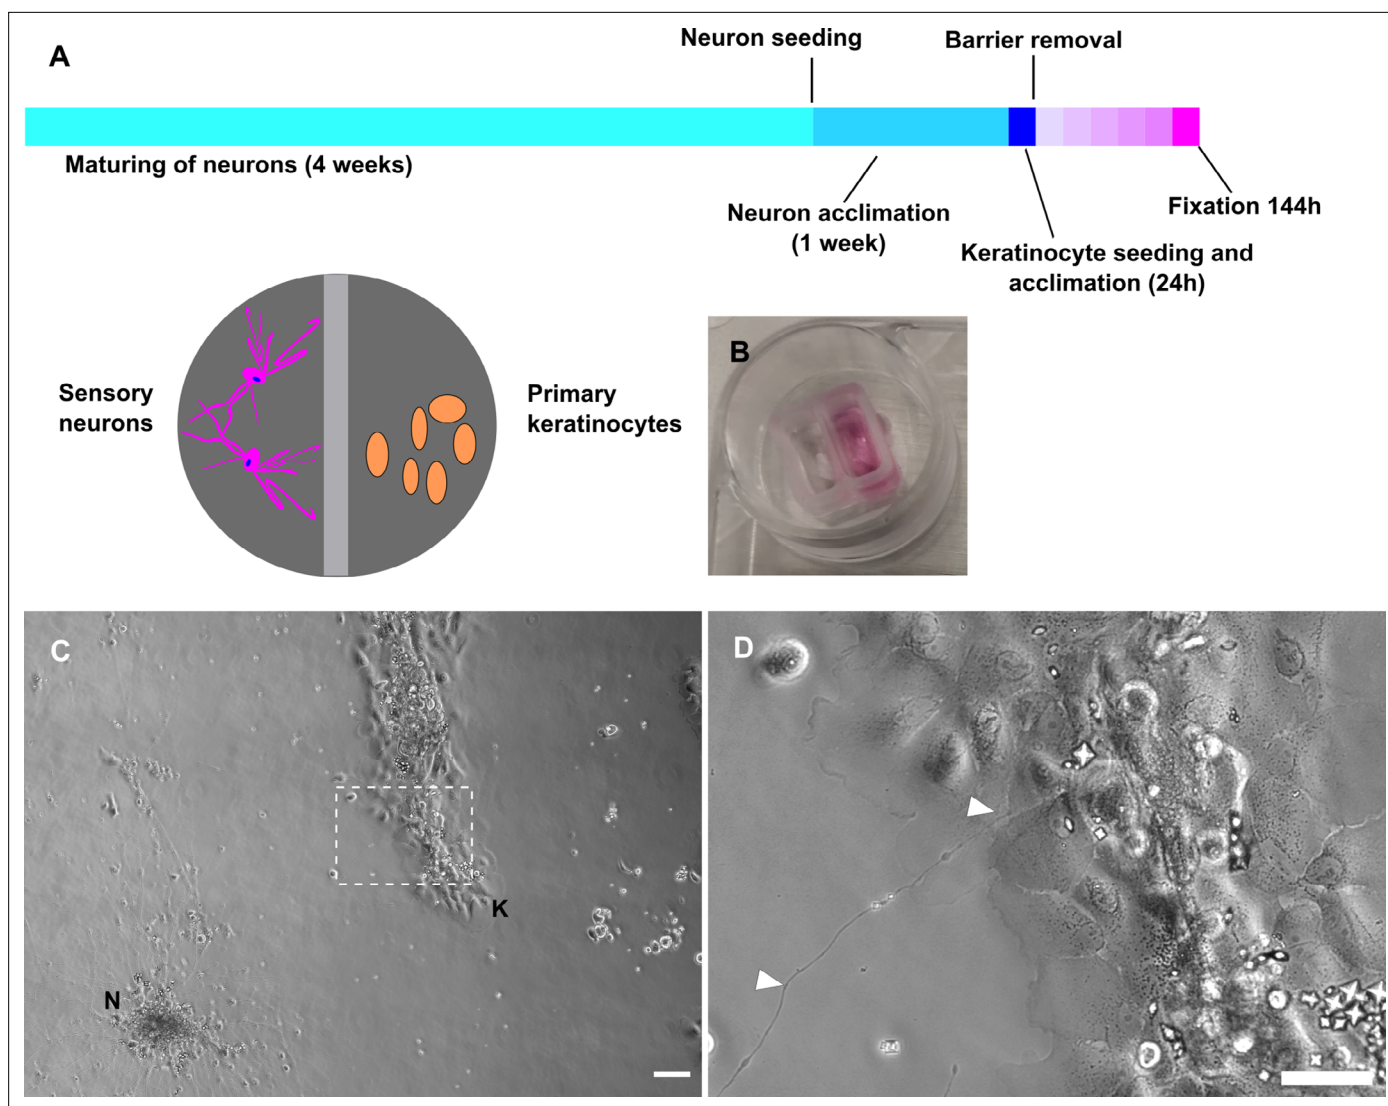 A
Neuron seeding
Barrier removal
Maturing of neurons (4 weeks)
Neuron acclimation
(1 week)
Fixation 144h
Keratinocyte seeding and
acclimation (24h)
Sensory
neurons
Primary
keratinocytes
B
C
K
N
D